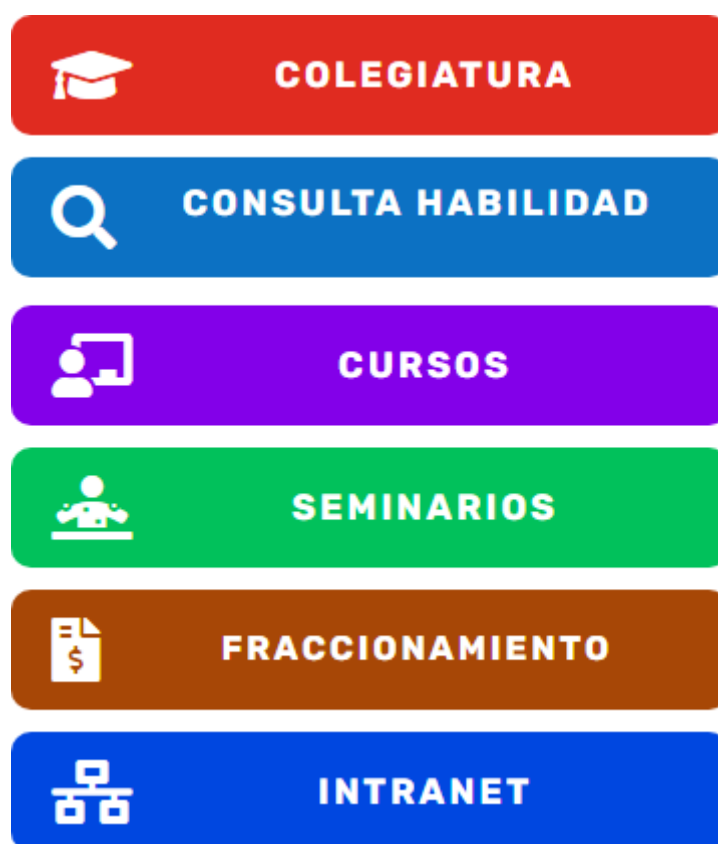 COLEGIATURA
CONSULTA HABILIDAD
CURSOS
SEMINARIOS
$
FRACCIONAMIENTO
INTRANET